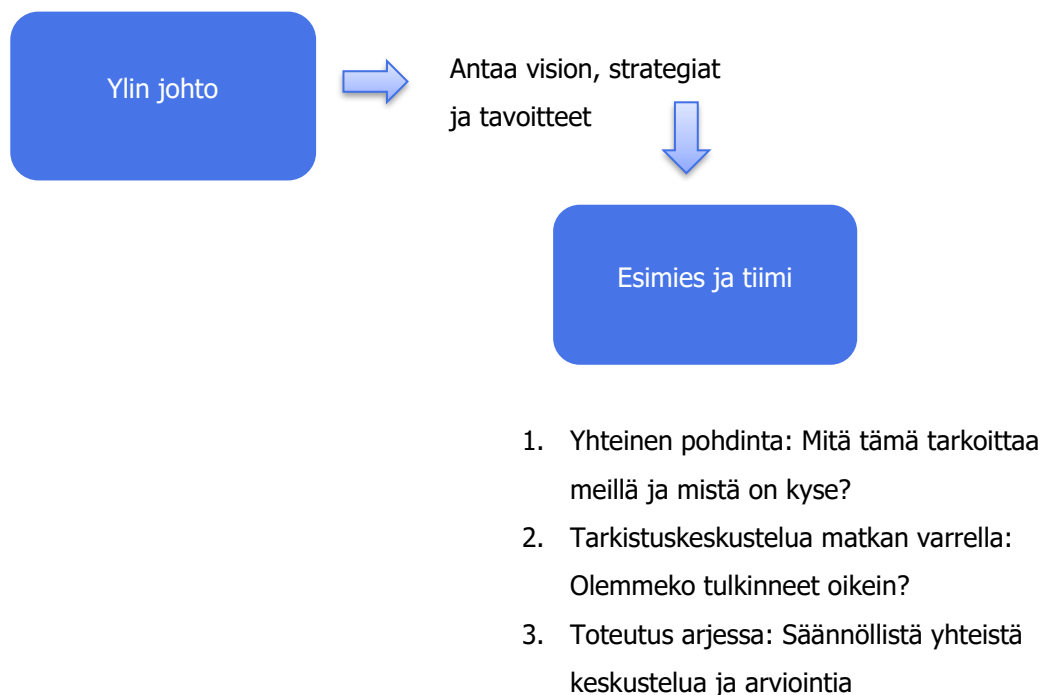 Ylin johto
Antaa vision, strategiat
ja tavoitteet
Esimies ja tiimi
1. Yhteinen pohdinta: Mitä tämä tarkoittaa
meillä ja mistä on kyse?
2. Tarkistuskeskustelua matkan varrella:
Olemmeko tulkinneet oikein?
3. Toteutus arjessa: Säännöllistä yhteistä
keskustelua ja arviointia